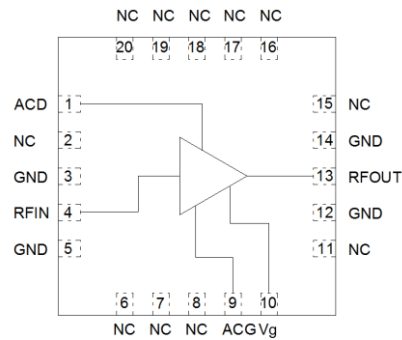 NC NC NC NC NC
20 19 18 17 16
ACD 1 15 NC
NC 2 14 GND
GND 3 13 RFOUT
RFIN 4 12 GND
GND 5 11 NC
6 7 8 9 10
NC NC NC ACG Vg